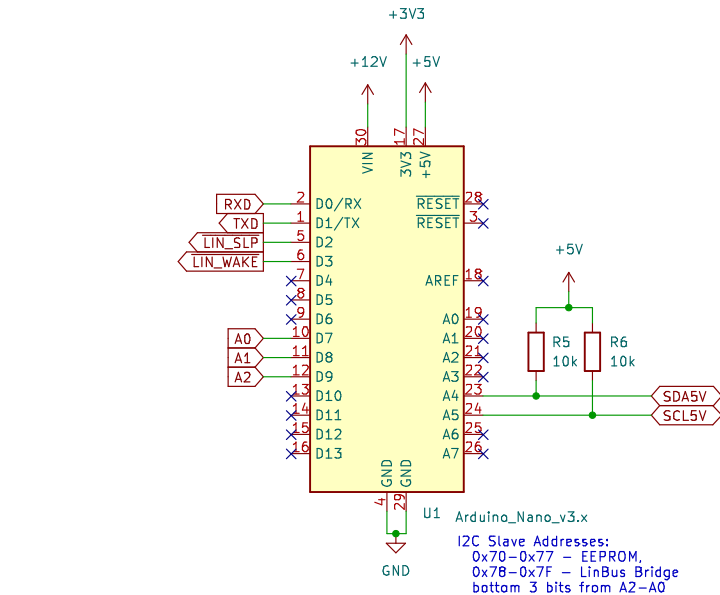 +3V3
+12V
+5V
30
17
27
VIN
3V3
+5V
RXD
2
D0/RX
RESET
28
TXD
1
D1/TX
RESET
3
LIN_SLP
5
D2
LIN_WAKE
6
D3
+5V
7
D4
AREF
18
8
D5
9
D6
A0
19
A0
10
D7
A1
20
R5
R6
A1
11
D8
A2
21
10k
10k
A2
12
D9
A3
22
13
D10
A4
23
SDA5V
14
D11
A5
24
SCL5V
15
D12
A6
25
16
D13
A7
26
GND
GND
4
29
U1
Arduino_Nano_v3.x
GND
I2C Slave Addresses:
0x70-0x77 - EEPROM,
0x78-0x7F - LinBus Bridge
bottom 3 bits from A2-A0